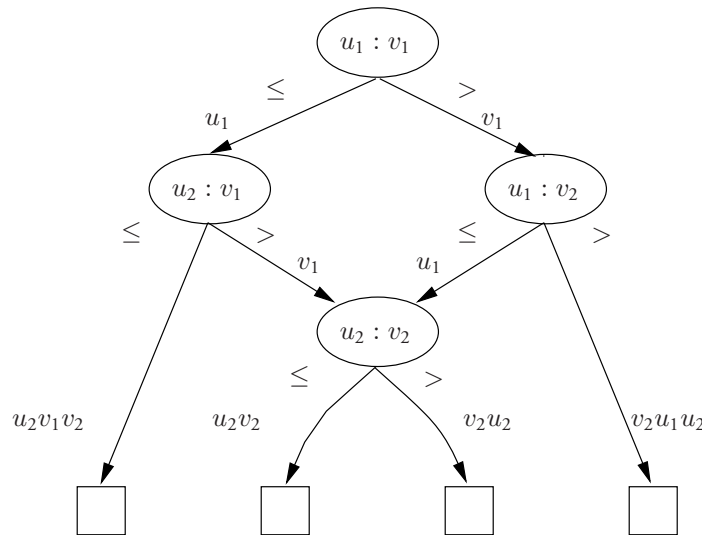 u₁ : v₁
≤ >
u₁ v₁
u₂ : v₁ u₁ : v₂
≤ > ≤ >
v₁ u₁
u₂ : v₂
≤ >
u₂v₁v₂ u₂v₂ v₂u₂ v₂u₁u₂